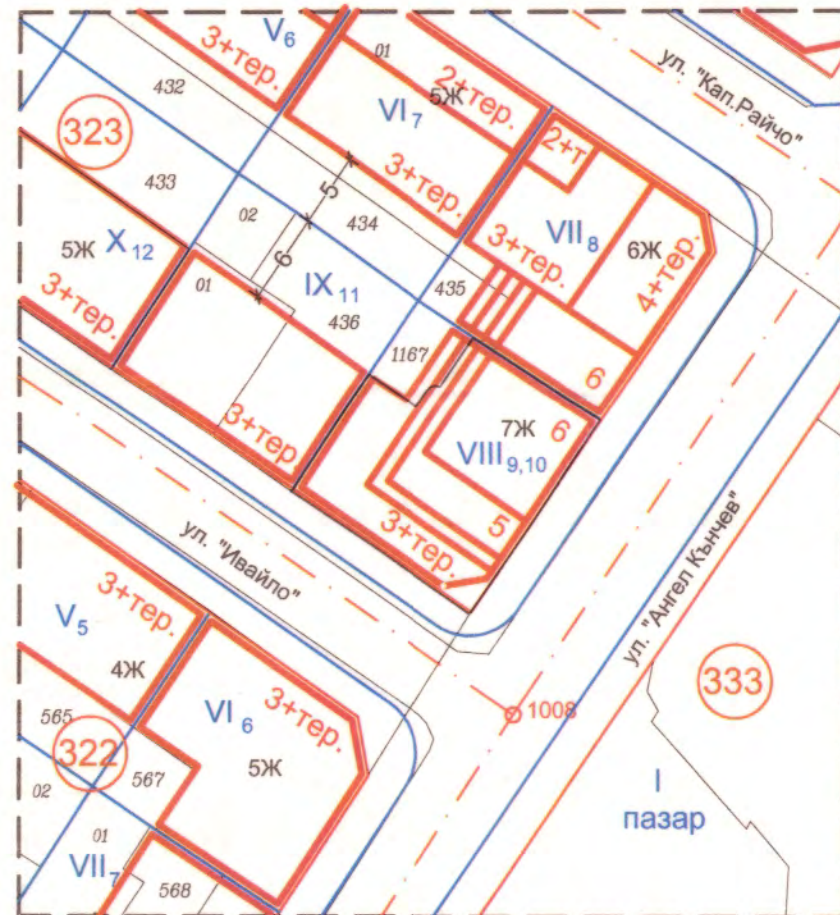 V6
3+тер.
01
2+тер.
ул. "Кап.Райчо"
432
VI7
5Ж
323
2+т
433
5
3+тер.
02
434
VII8
6Ж
3+тер.
4+тер.
5Ж
X12
6
01
IX11
435
3+тер.
436
1167
6
7Ж
6
VIII9,10
3+тер
5
3+тер.
ул. "Ивайло"
ул. "Ангел Кънчев"
3+тер.
V5
4Ж
333
565
VI6
3+тер.
1008
322
567
5Ж
02
I
пазар
01
VII7
568